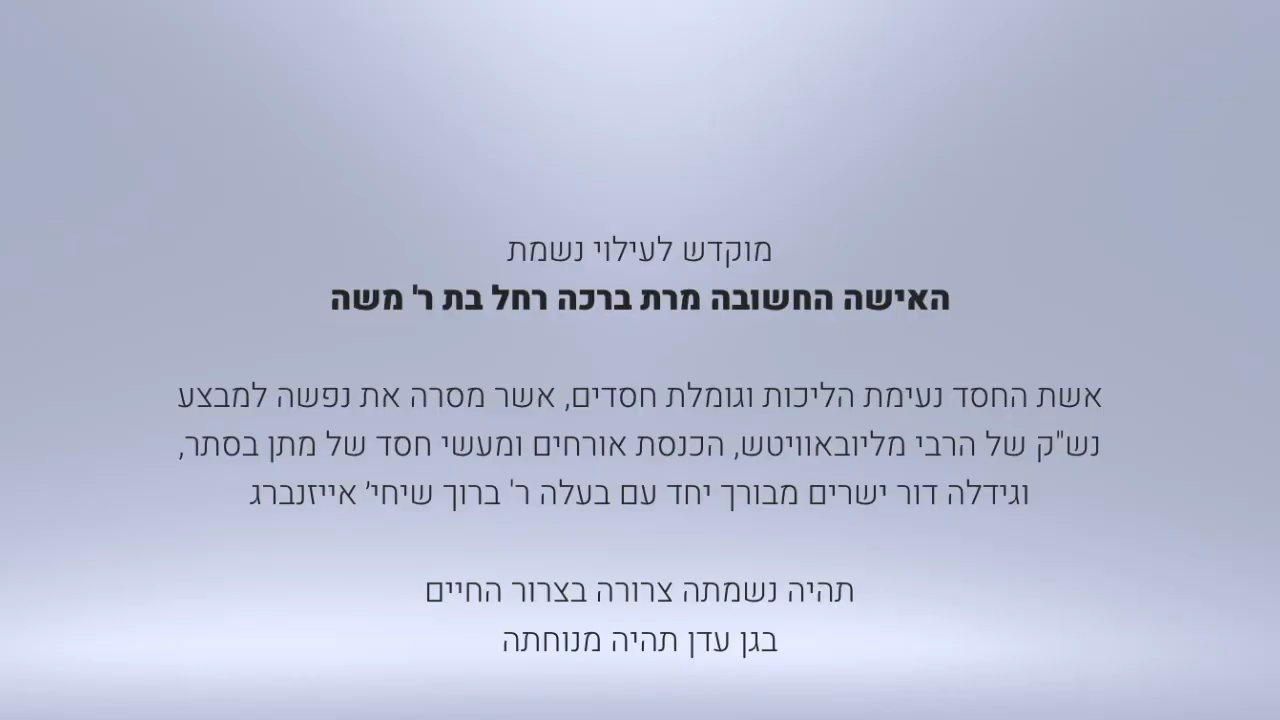 מוקדש לעילוי נשמת
האישה החשובה מרת ברכה רחל בת ר' משה
אשת החסד נעימת הליכות וגומלת חסדים, אשר מסרה את נפשה למבצע
נש"ק של הרבי מליובאוויטש, הכנסת אורחים ומעשי חסד של מתן בסתר,
וגידלה דור ישרים מבורך יחד עם בעלה ר' ברוך שיחי׳ אייזנברג
תהיה נשמתה צרורה בצרור החיים
בגן עדן תהיה מנוחתה